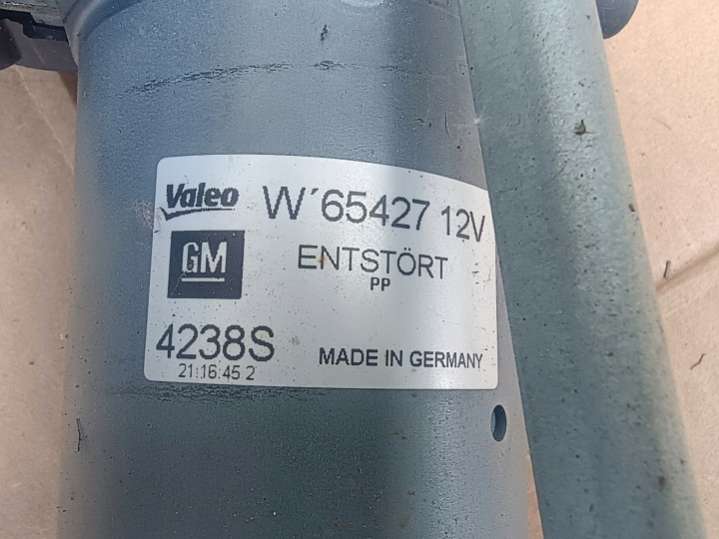 Valeo W´65427 12V
GM ENTSTÖRT
PP
4238S MADE IN GERMANY
21:16:45 2